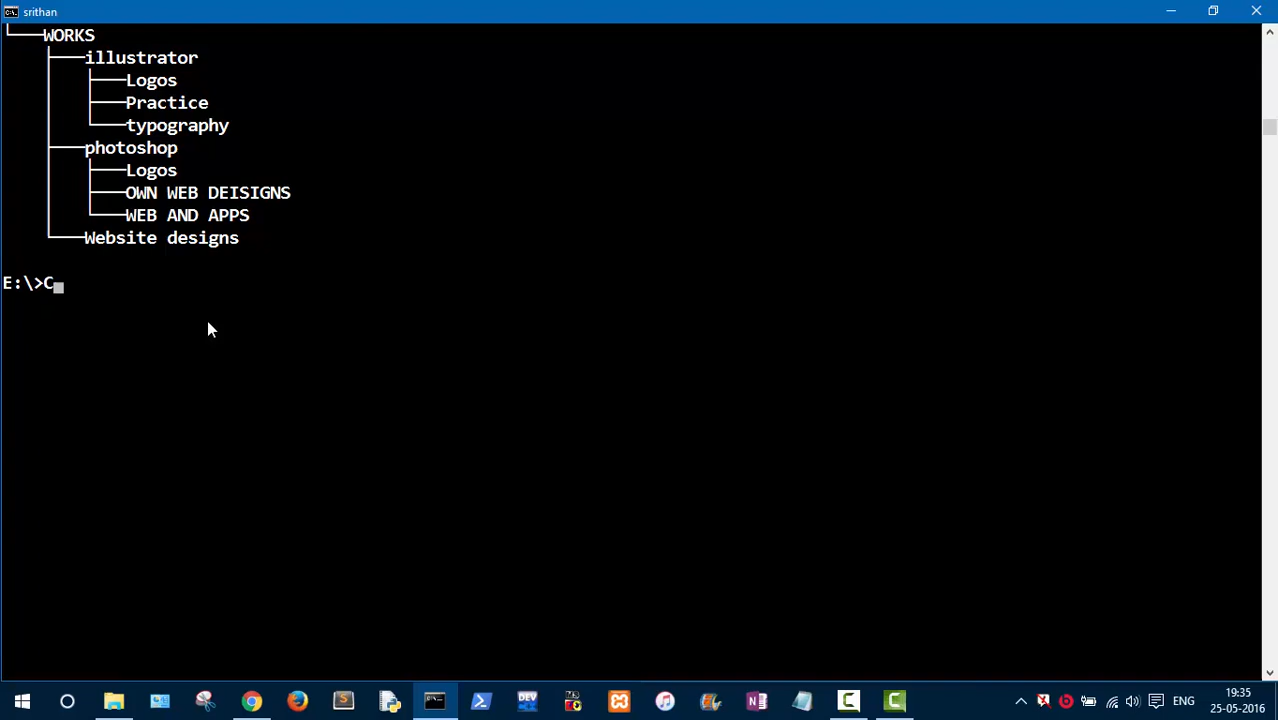 srithan
└───WORKS
    ├───illustrator
    │   ├───Logos
    │   ├───Practice
    │   └───typography
    ├───photoshop
    │   ├───Logos
    │   ├───OWN WEB DEISIGNS
    │   └───WEB AND APPS
    └───Website designs
E:\>C
ENG
19:35
25-05-2016